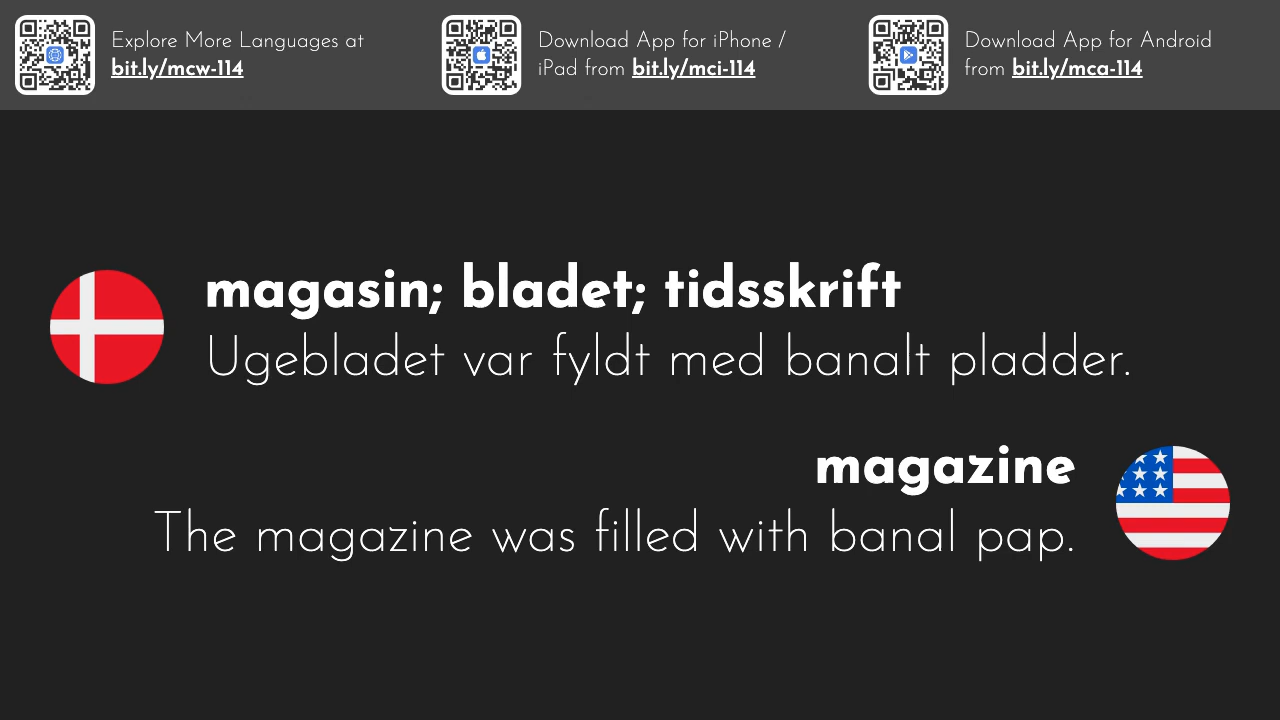 Explore More Languages at
bit.ly/mcw-114
Download App for iPhone /
iPad from bit.ly/mci-114
Download App for Android
from bit.ly/mca-114
magasin; bladet; tidsskrift
Ugebladet var fyldt med banalt pladder.
magazine
The magazine was filled with banal pap.